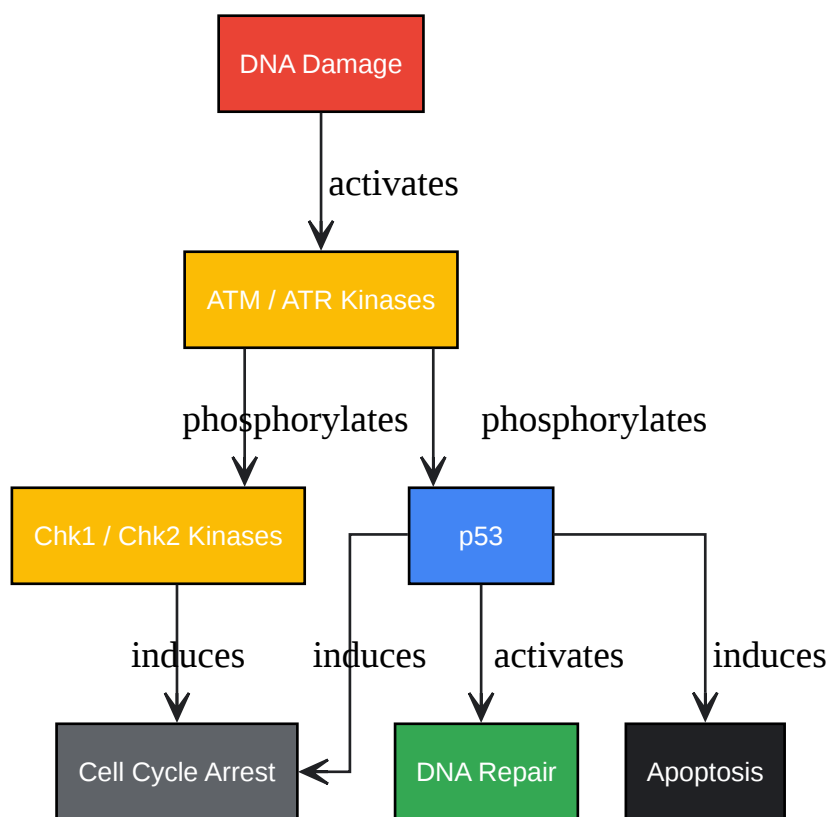 DNA Damage
activates
ATM / ATR Kinases
phosphorylates
phosphorylates
Chk1 / Chk2 Kinases
p53
induces
induces
activates
induces
Cell Cycle Arrest
DNA Repair
Apoptosis